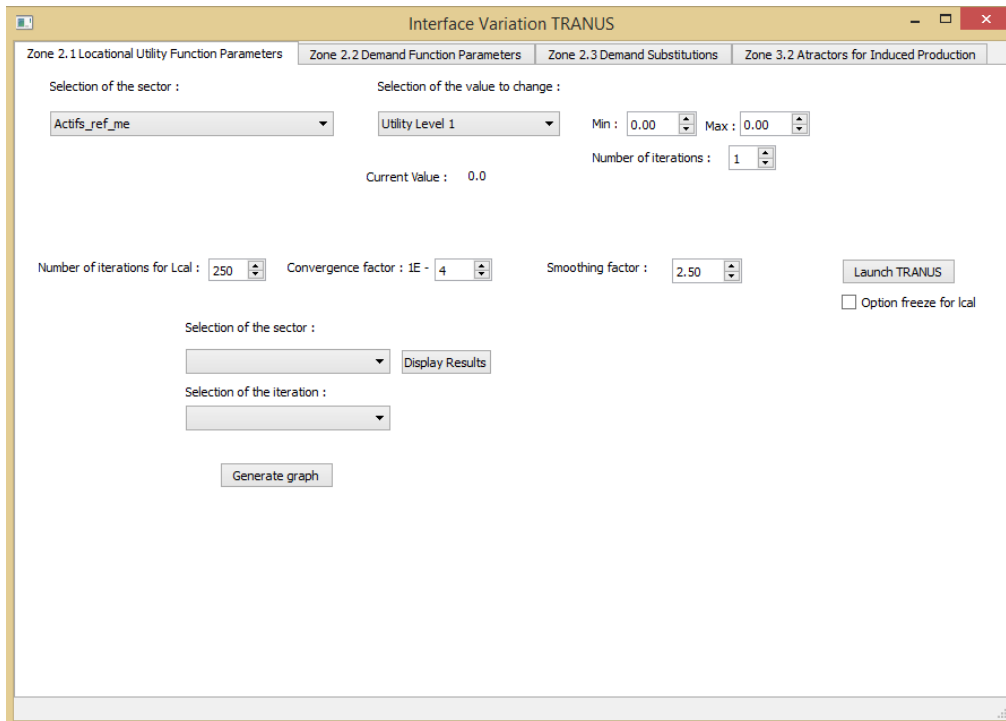 Interface Variation TRANUS
Zone 2.1 Locational Utility Function Parameters Zone 2.2 Demand Function Parameters Zone 2.3 Demand Substitutions Zone 3.2 Atractors for Induced Production
Selection of the sector : Selection of the value to change :
Actifs_ref_me Utility Level 1 Min : 0.00 Max : 0.00
Number of iterations : 1
Current Value : 0.0
Number of iterations for Lcal : 250 Convergence factor : 1E - 4 Smoothing factor : 2.50 Launch TRANUS
Option freeze for lcal
Selection of the sector :
Display Results
Selection of the iteration :
Generate graph